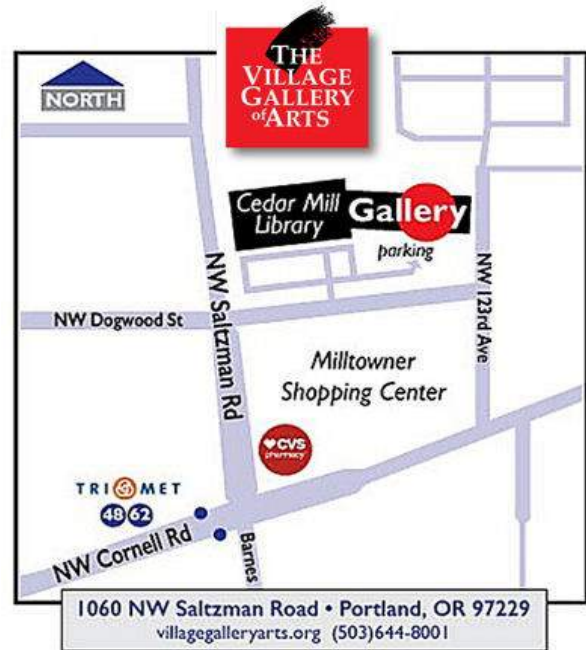 THE
VILLAGE
GALLERY
of ARTS
NORTH
Cedar Mill
Library
Gallery
parking
NW Saltzman Rd
NW 123rd Ave
NW Dogwood St
Milltowner
Shopping Center
CVS
pharmacy
TRI MET
48 62
NW Cornell Rd
Barnes
1060 NW Saltzman Road • Portland, OR 97229
villagegalleryarts.org (503)644-8001